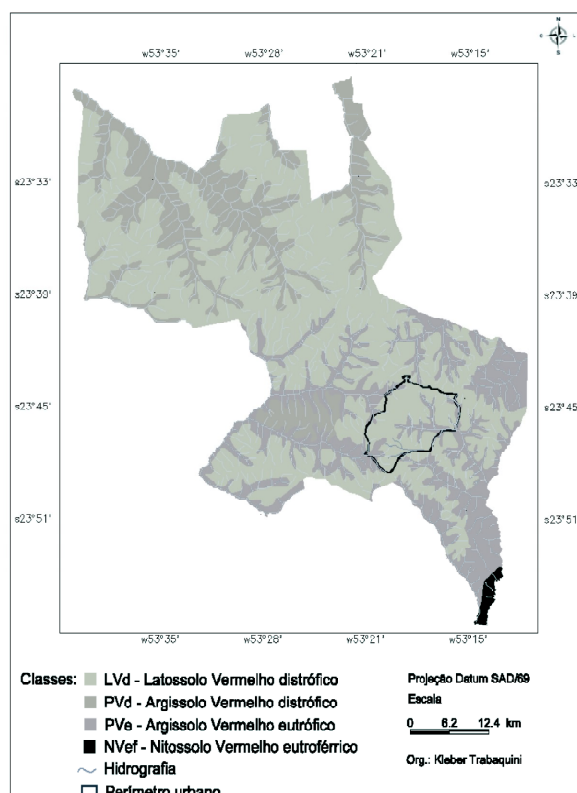 N
S
w53°35' w53°28' w53°21' w53°15'
s23°33' s23°33'
s23°39' s23°39'
s23°45' s23°45'
s23°51' s23°51'
w53°35' w53°28' w53°21' w53°15'
Classes:
LVd - Latossolo Vermelho distrófico
PVd - Argissolo Vermelho distrófico
PVe - Argissolo Vermelho eutrófico
NVef - Nitossolo Vermelho eutroférrico
Hidrografia
Perímetro urbano
Projeção Datum SAD/69
Escala
0 6.2 12.4 km
Org.: Kleber Trabaquini